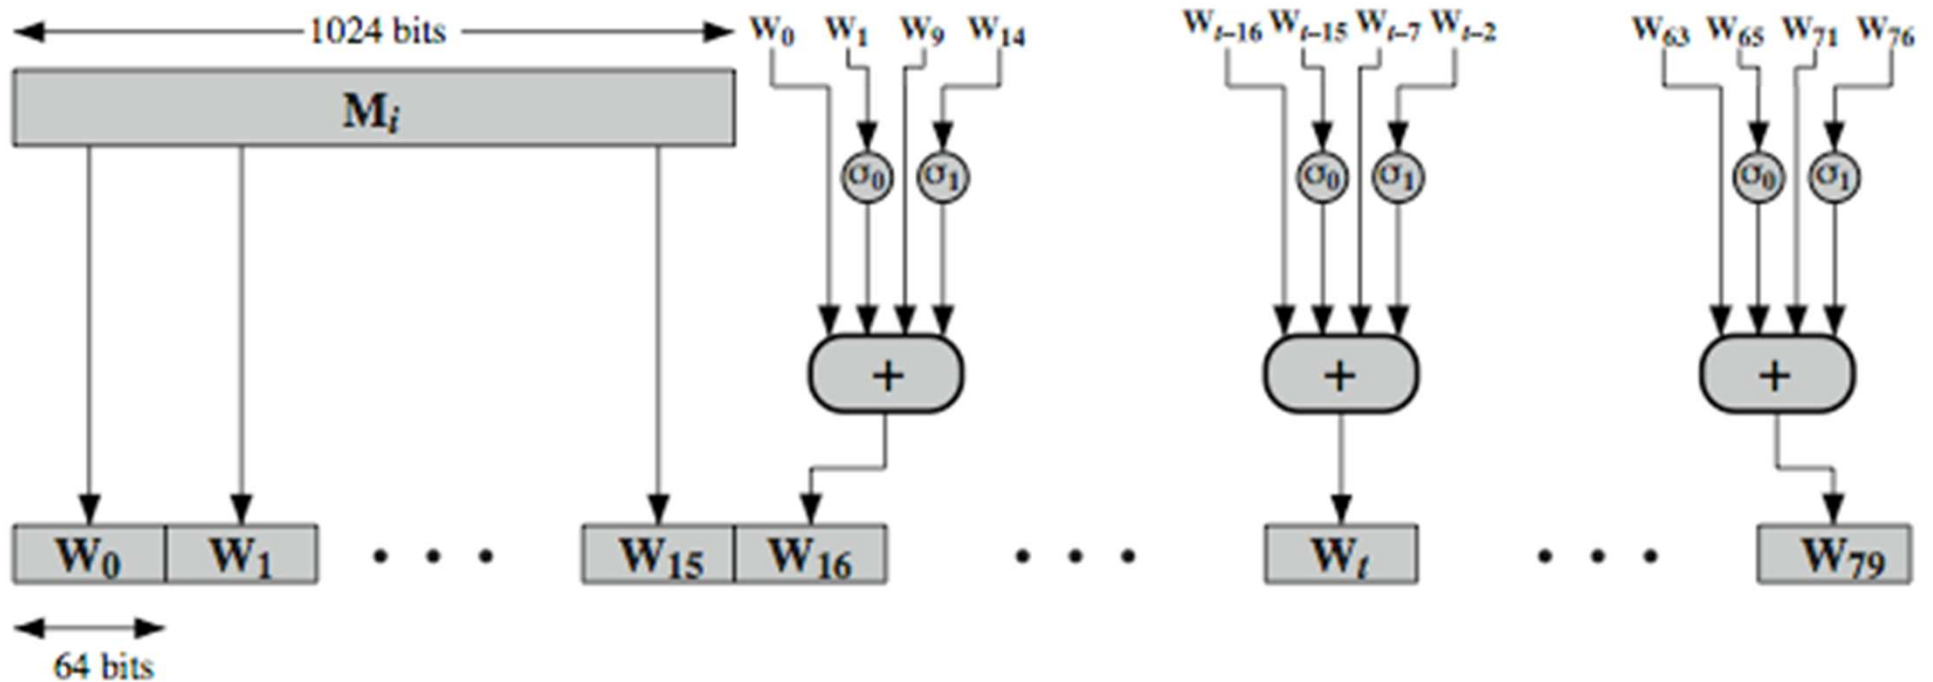 1024 bits W₀ W₁ W₉ W₁₄ Wₜ₋₁₆ Wₜ₋₁₅ Wₜ₋₇ Wₜ₋₂ W₆₃ W₆₅ W₇₁ W₇₆
Mᵢ
σ₀ σ₁ σ₀ σ₁ σ₀ σ₁
+ + +
W₀ W₁ • • • W₁₅ W₁₆ • • • Wₜ • • • W₇₉
64 bits